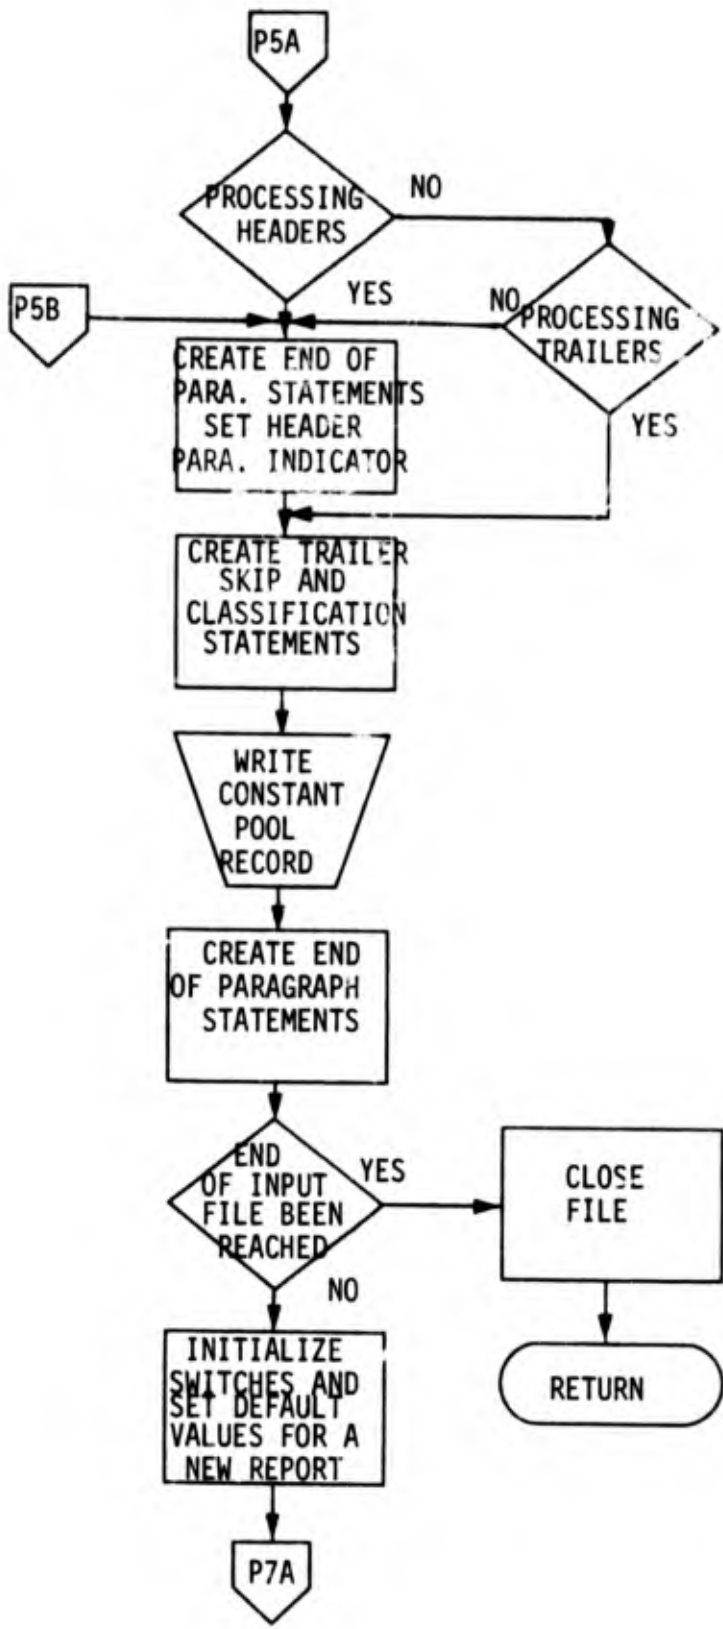 P5A
PROCESSING
HEADERS
NO
YES
P5B
NO
PROCESSING
TRAILERS
YES
CREATE END OF
PARA. STATEMENTS
SET HEADER
PARA. INDICATOR
CREATE TRAILER
SKIP AND
CLASSIFICATION
STATEMENTS
WRITE
CONSTANT
POOL
RECORD
CREATE END
OF PARAGRAPH
STATEMENTS
END
OF INPUT
FILE BEEN
REACHED
YES
CLOSE
FILE
NO
RETURN
INITIALIZE
SWITCHES AND
SET DEFAULT
VALUES FOR A
NEW REPORT
P7A